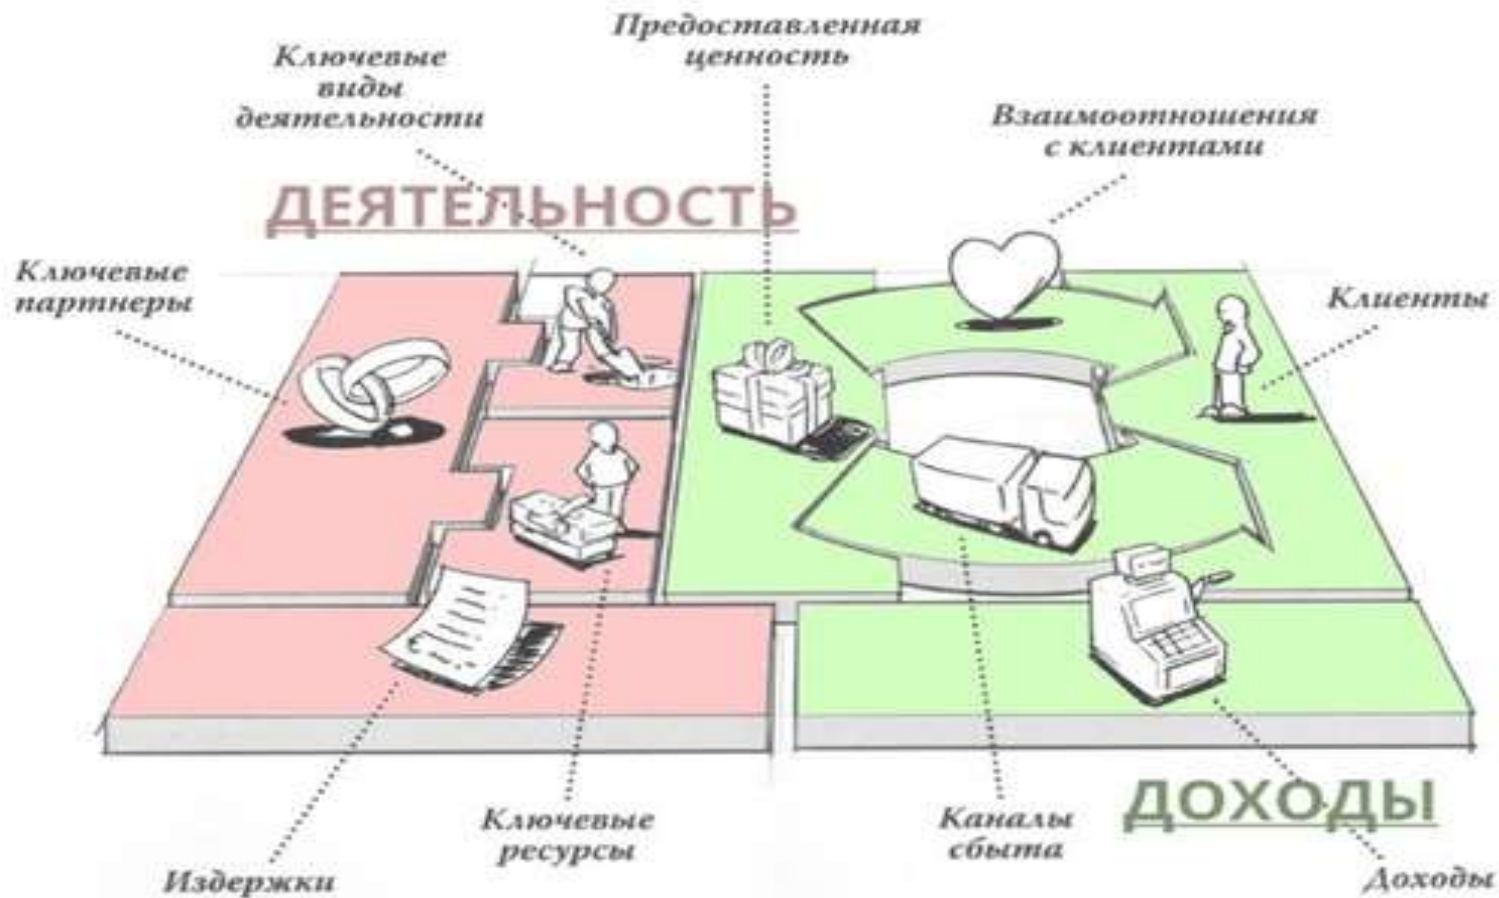 Предоставленная
ценность
Ключевые
виды
деятельности
Взаимоотношения
с клиентами
ДЕЯТЕЛЬНОСТЬ
Ключевые
партнеры
Клиенты
Ключевые
ресурсы
Каналы
сбыта
ДОХОДЫ
Издержки
Доходы